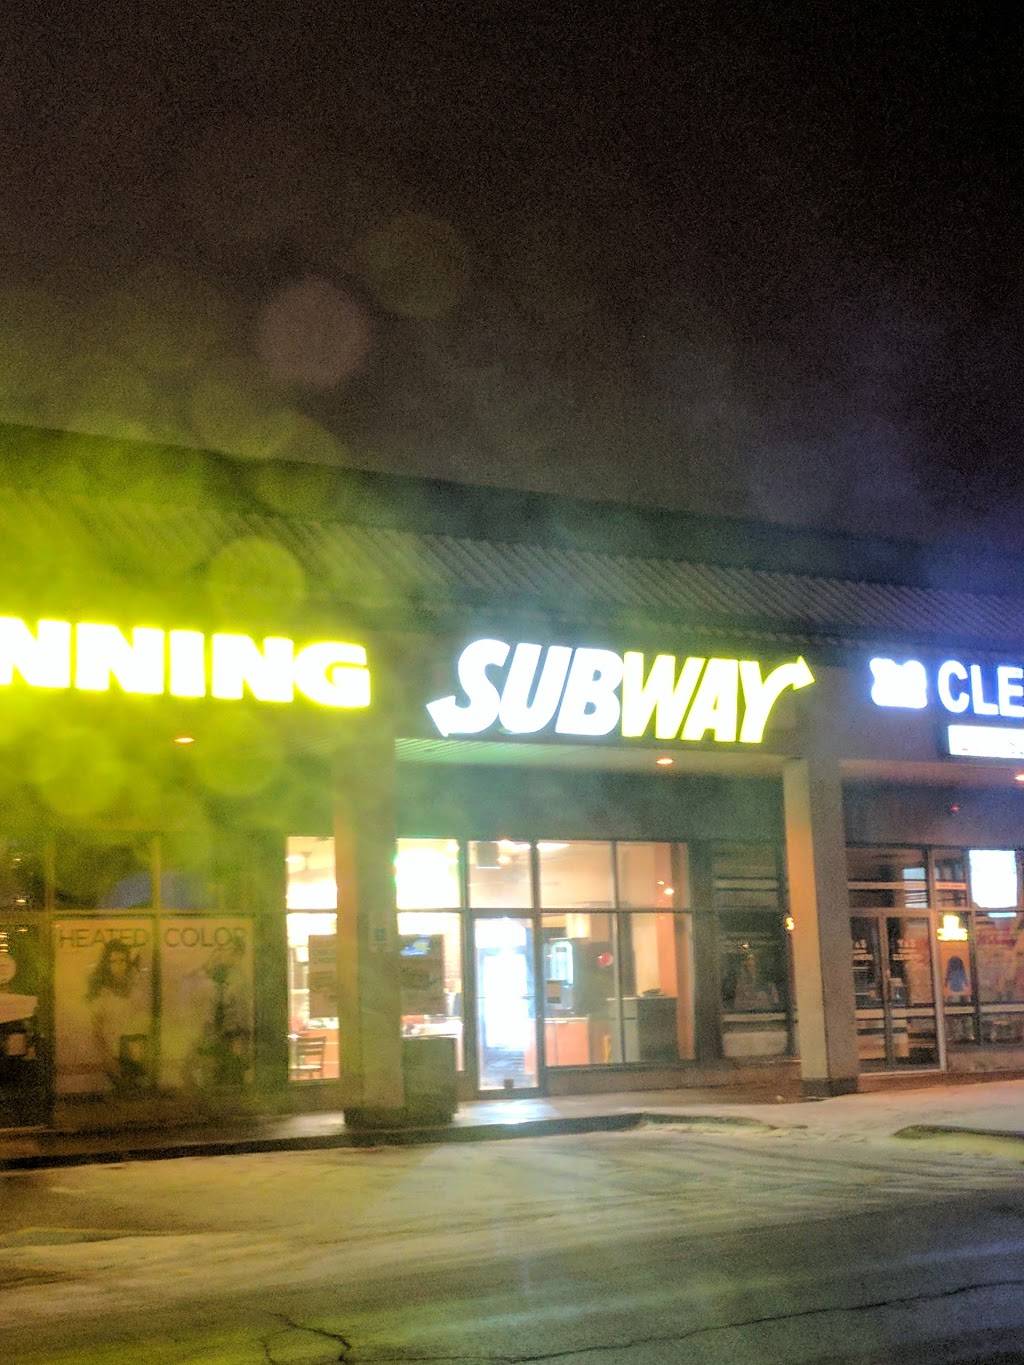 NNING
SUBWAY
CLE
HEATED COLOR